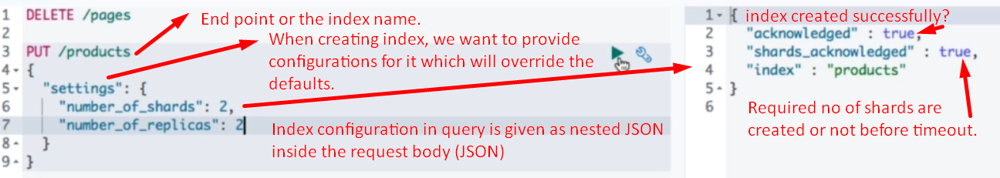 1 DELETE /pages
2
3 PUT /products
4 {
5 "settings": {
6 "number_of_shards": 2,
7 "number_of_replicas": 2
8 }
9 }
End point or the index name.
When creating index, we want to provide
configurations for it which will override the
defaults.
Index configuration in query is given as nested JSON
inside the request body (JSON)
1 {
index created successfully?
2 "acknowledged" : true,
3 "shards_acknowledged" : true,
4 "index" : "products"
5 }
6
Required no of shards are
created or not before timeout.